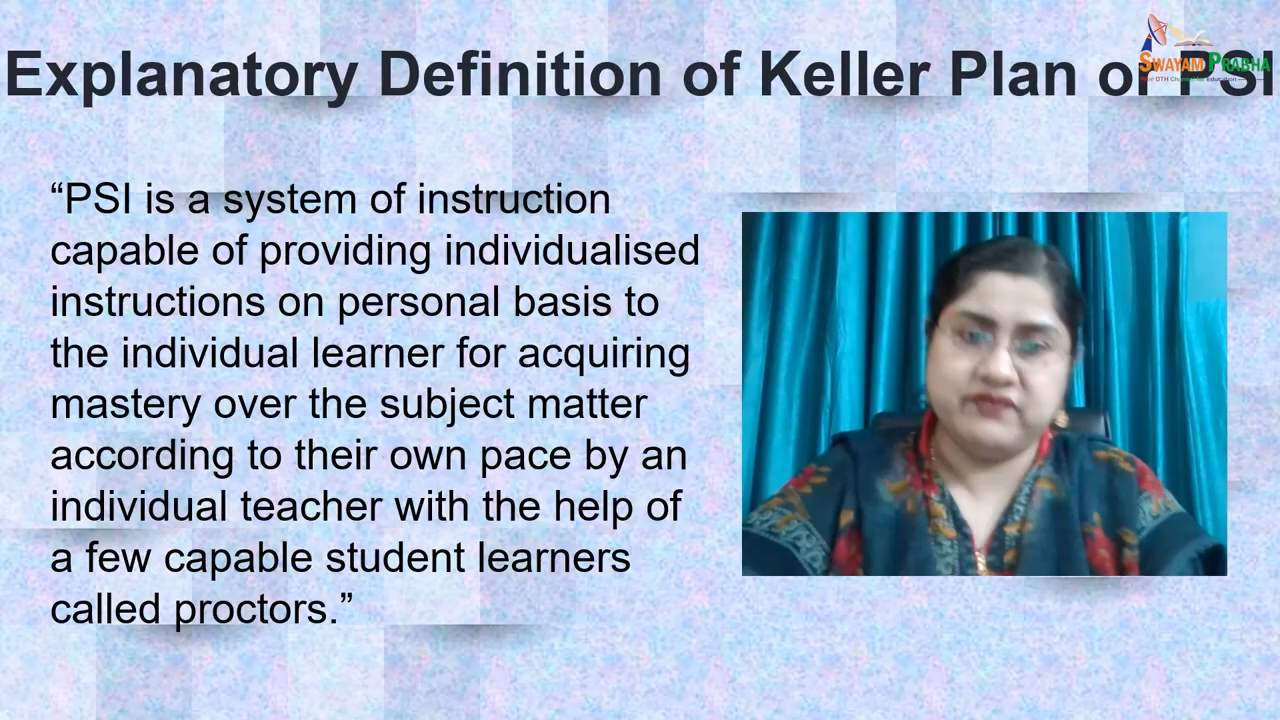 Explanatory Definition of Keller Plan or PSI
SWAYAM PRABHA
“PSI is a system of instruction
capable of providing individualised
instructions on personal basis to
the individual learner for acquiring
mastery over the subject matter
according to their own pace by an
individual teacher with the help of
a few capable student learners
called proctors.”